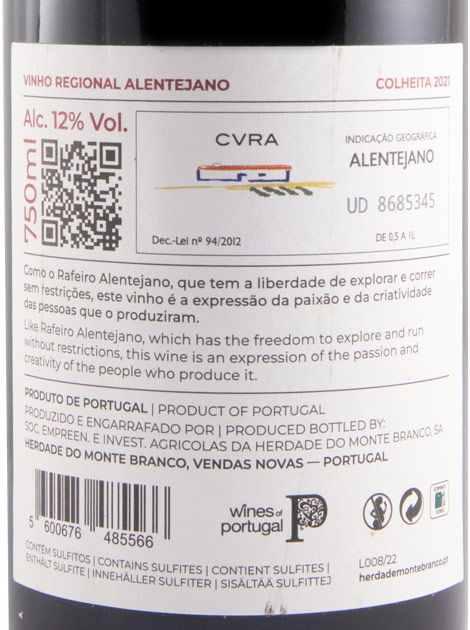 VINHO REGIONAL ALENTEJANO
COLHEITA 2021
Alc. 12% Vol.
750ml
CVRA
Dec.-Lei nº 94/2012
INDICAÇÃO GEOGRÁFICA
ALENTEJANO
UD 8685345
DE 0,5 A 1L
Como o Rafeiro Alentejano, que tem a liberdade de explorar e correr
sem restrições, este vinho é a expressão da paixão e da criatividade
das pessoas que o produziram.
Like Rafeiro Alentejano, which has the freedom to explore and run
without restrictions, this wine is an expression of the passion and
creativity of the people who produce it.
PRODUTO DE PORTUGAL | PRODUCT OF PORTUGAL
PRODUZIDO E ENGARRAFADO POR | PRODUCED BOTTLED BY:
SOC. EMPREEN. E INVEST. AGRICOLAS DA HERDADE DO MONTE BRANCO, SA
HERDADE DO MONTE BRANCO, VENDAS NOVAS — PORTUGAL
5 600676 485566
wines of
portugal
CONTÉM SULFITOS | CONTAINS SULFITES | CONTIENT SULFITES |
ENTHÄLT SULFITE | INNEHÅLLER SULFITER | SISÄLTÄÄ SULFITTEJ
L008/22
herdademontebranco.pt